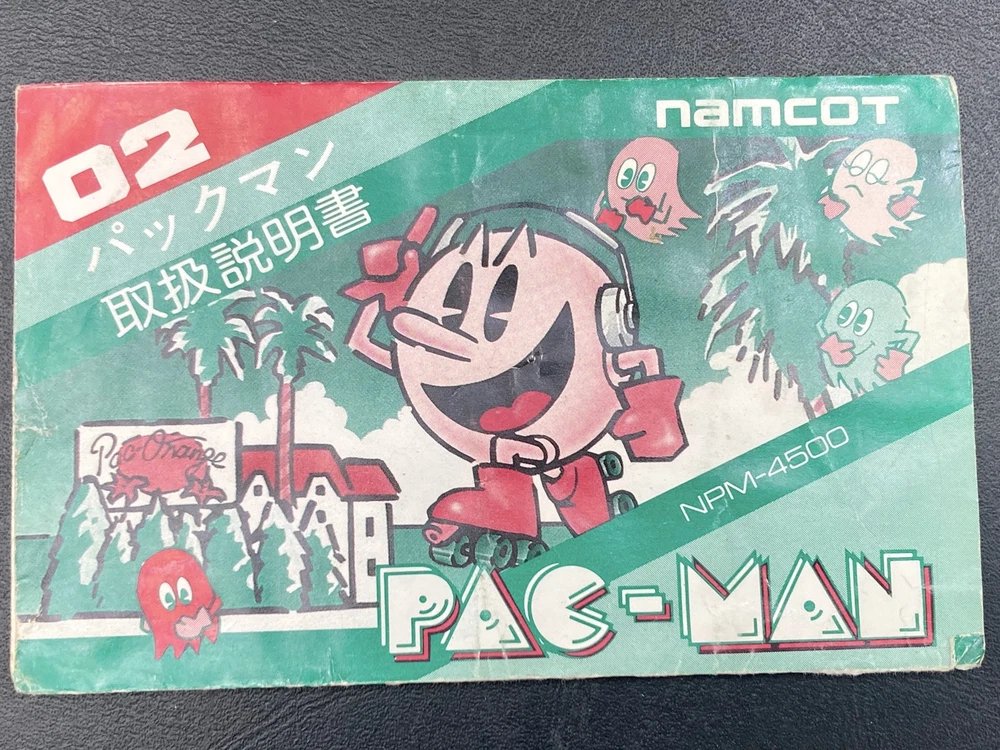 02
namcoT
パックマン
取扱説明書
Pac-Orange
NPM-4500
PAC-MAN